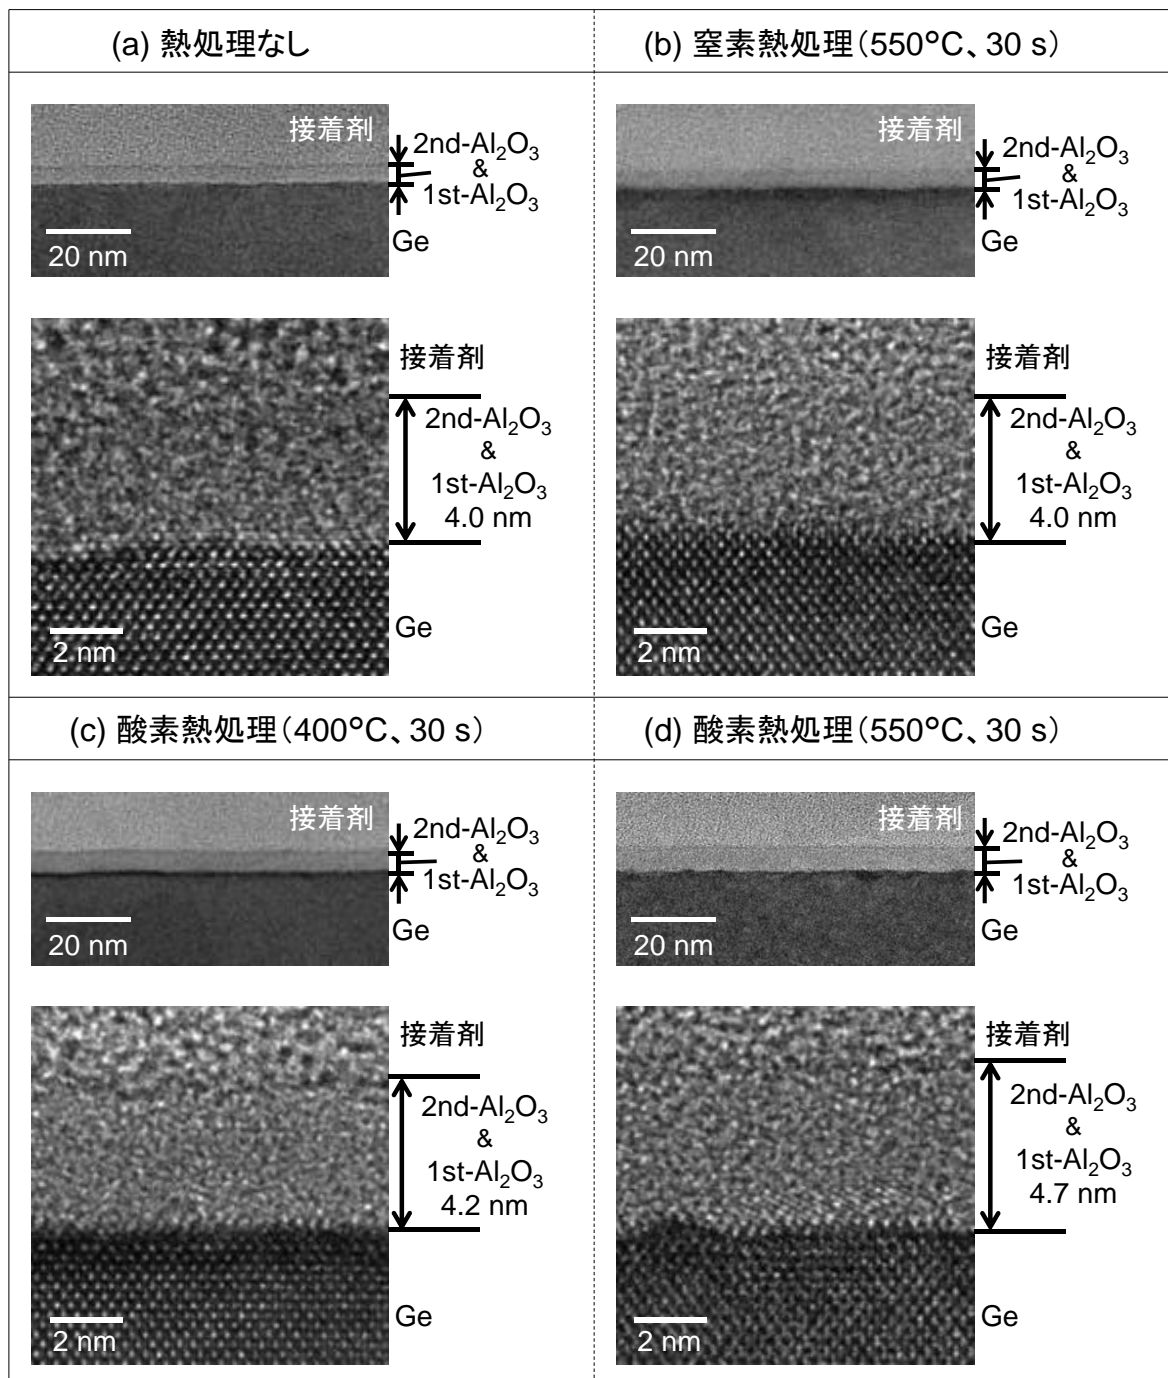 (a) 熱処理なし
(b) 窒素熱処理(550°C、30 s)
接着剤
2nd-Al₂O₃
&
1st-Al₂O₃
Ge
20 nm
接着剤
2nd-Al₂O₃
&
1st-Al₂O₃
Ge
20 nm
接着剤
2nd-Al₂O₃
&
1st-Al₂O₃
4.0 nm
Ge
2 nm
接着剤
2nd-Al₂O₃
&
1st-Al₂O₃
4.0 nm
Ge
2 nm
(c) 酸素熱処理(400°C、30 s)
(d) 酸素熱処理(550°C、30 s)
接着剤
2nd-Al₂O₃
&
1st-Al₂O₃
Ge
20 nm
接着剤
2nd-Al₂O₃
&
1st-Al₂O₃
Ge
20 nm
接着剤
2nd-Al₂O₃
&
1st-Al₂O₃
4.2 nm
Ge
2 nm
接着剤
2nd-Al₂O₃
&
1st-Al₂O₃
4.7 nm
Ge
2 nm